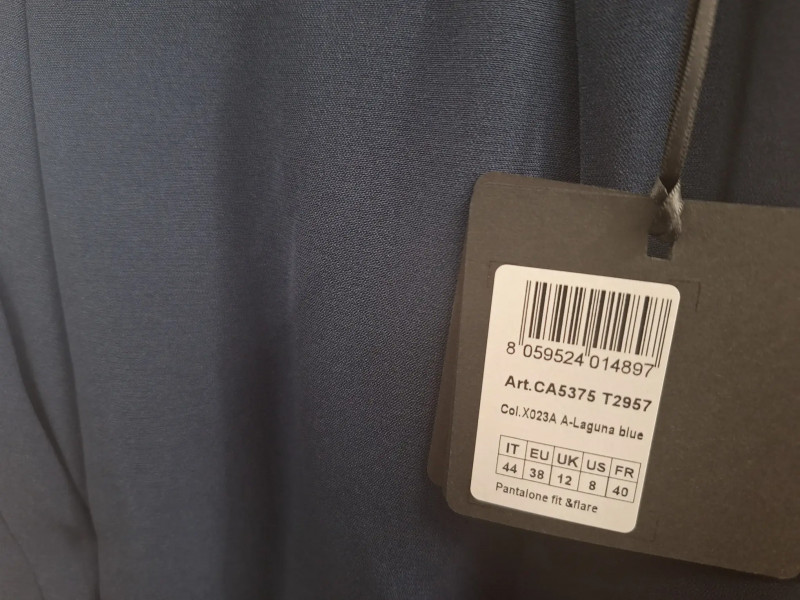 8 059524 014897
Art.CA5375 T2957
Col.X023A A-Laguna blue
IT EU UK US FR
44 38 12 8 40
Pantalone fit &flare